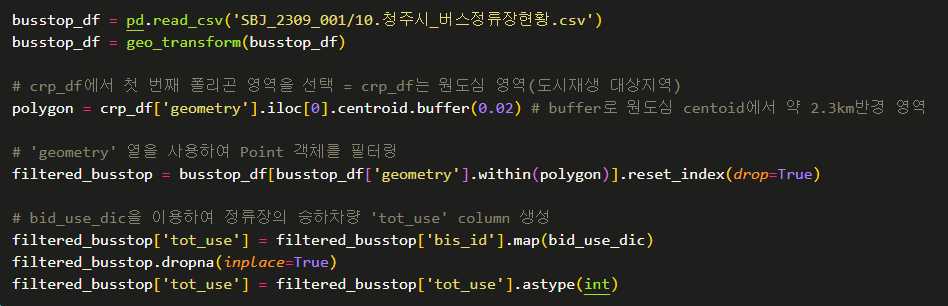 busstop_df = pd.read_csv('SBJ_2309_001/10.청주시_버스정류장현황.csv')
busstop_df = geo_transform(busstop_df)
# crp_df에서 첫 번째 폴리곤 영역을 선택 = crp_df는 원도심 영역(도시재생 대상지역)
polygon = crp_df['geometry'].iloc[0].centroid.buffer(0.02) # buffer로 원도심 centoid에서 약 2.3km반경 영역
# 'geometry' 열을 사용하여 Point 객체를 필터링
filtered_busstop = busstop_df[busstop_df['geometry'].within(polygon)].reset_index(drop=True)
# bid_use_dic을 이용하여 정류장의 승하차량 'tot_use' column 생성
filtered_busstop['tot_use'] = filtered_busstop['bis_id'].map(bid_use_dic)
filtered_busstop.dropna(inplace=True)
filtered_busstop['tot_use'] = filtered_busstop['tot_use'].astype(int)